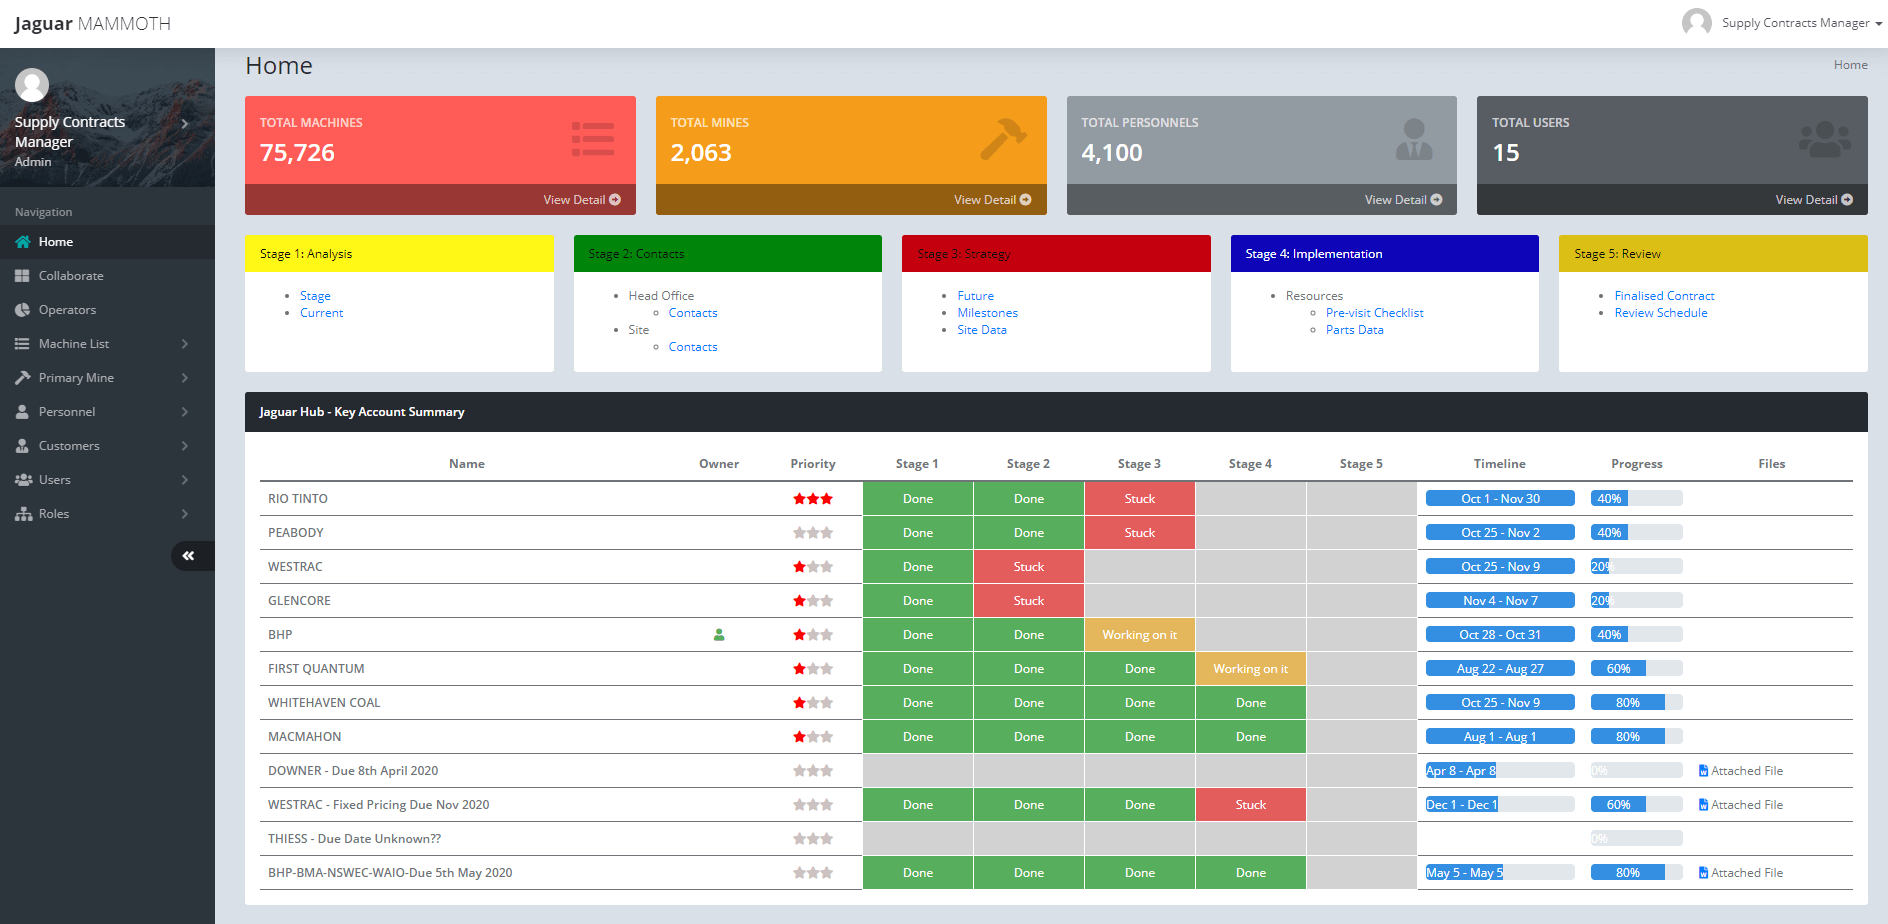 Jaguar MAMMOTH
Supply Contracts Manager
Supply Contracts
Manager
Admin
Navigation
Home
Collaborate
Operators
Machine List
Primary Mine
Personnel
Customers
Users
Roles
Home
Home
TOTAL MACHINES
75,726
View Detail
TOTAL MINES
2,063
View Detail
TOTAL PERSONNELS
4,100
View Detail
TOTAL USERS
15
View Detail
Stage 1: Analysis
Stage
Current
Stage 2: Contacts
Head Office
Contacts
Site
Contacts
Stage 3: Strategy
Future
Milestones
Site Data
Stage 4: Implementation
Resources
Pre-visit Checklist
Parts Data
Stage 5: Review
Finalised Contract
Review Schedule
Jaguar Hub - Key Account Summary
Name Owner Priority Stage 1 Stage 2 Stage 3 Stage 4 Stage 5 Timeline Progress Files
RIO TINTO Done Done Stuck Oct 1 - Nov 30 40%
PEABODY Done Done Stuck Oct 25 - Nov 2 40%
WESTRAC Done Stuck Oct 25 - Nov 9 20%
GLENCORE Done Stuck Nov 4 - Nov 7 20%
BHP Done Done Working on it Oct 28 - Oct 31 40%
FIRST QUANTUM Done Done Done Working on it Aug 22 - Aug 27 60%
WHITEHAVEN COAL Done Done Done Done Oct 25 - Nov 9 80%
MACMAHON Done Done Done Done Aug 1 - Aug 1 80%
DOWNER - Due 8th April 2020 Apr 8 - Apr 8 0% Attached File
WESTRAC - Fixed Pricing Due Nov 2020 Done Done Done Stuck Dec 1 - Dec 1 60% Attached File
THIESS - Due Date Unknown?? 0%
BHP-BMA-NSWEC-WAIO-Due 5th May 2020 Done Done Done Done May 5 - May 5 80% Attached File